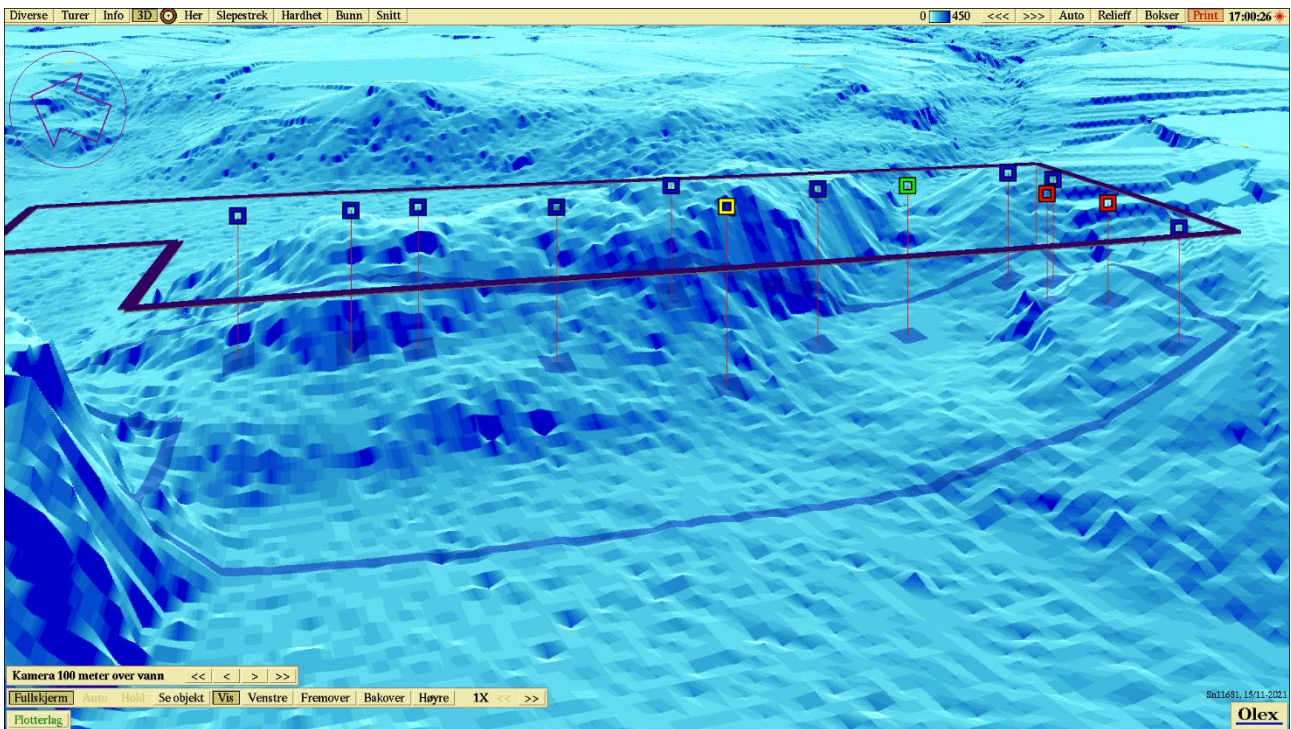 Diverse Turer Info 3D Her Slepestrek Hardhet Bunn Snitt 0 450 <<< >>> Auto Relieff Bokser Print 17:00:26
Kamera 100 meter over vann << < > >>
Fullskjerm Auto Hold Se objekt Vis Venstre Fremover Bakover Høyre 1X << >>
Sn11681, 15/11-2021
Plotterlag
Olex